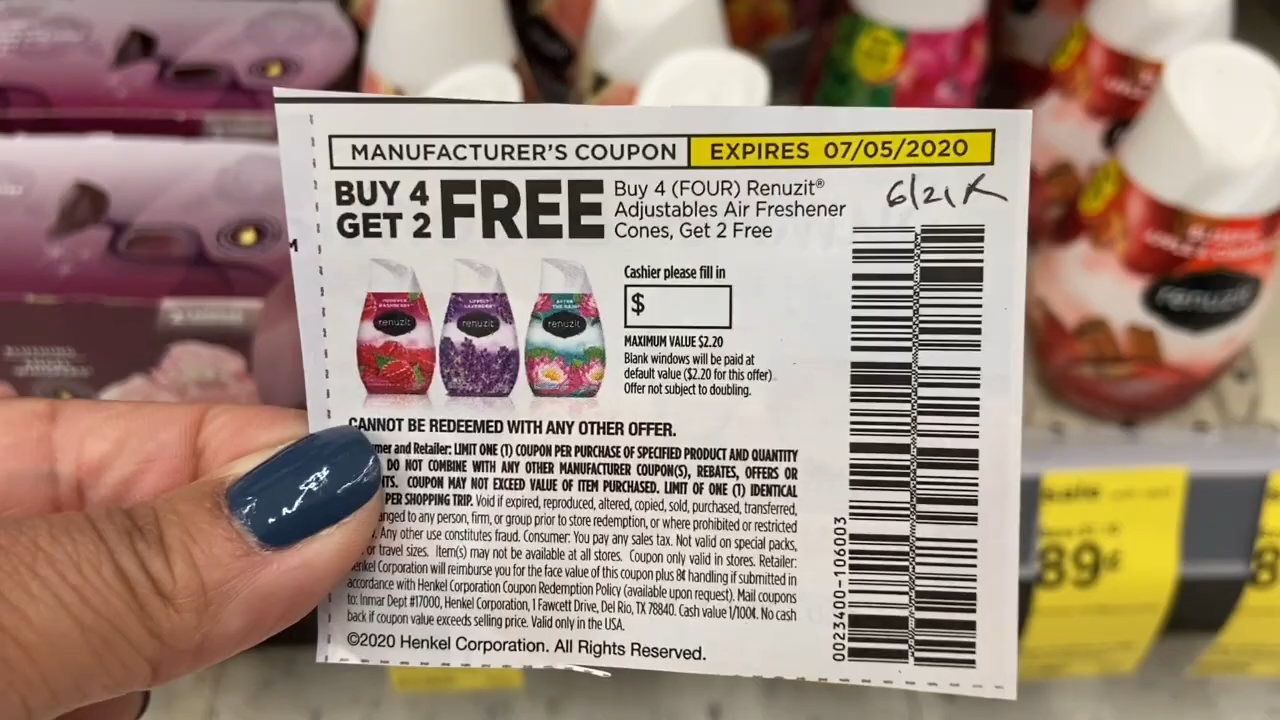 MANUFACTURER'S COUPON
EXPIRES 07/05/2020
BUY 4
GET 2
FREE
Buy 4 (FOUR) Renuzit®
Adjustables Air Freshener
Cones, Get 2 Free
6/21
Cashier please fill in
$
MAXIMUM VALUE $2.20
Blank windows will be paid at
default value ($2.20 for this offer)
Offer not subject to doubling.
renuzit
renuzit
AFTER THE RAIN
renuzit
CANNOT BE REDEEMED WITH ANY OTHER OFFER.
and Retailer: LIMIT ONE (1) COUPON PER PURCHASE OF SPECIFIED PRODUCT AND QUANTITY
DO NOT COMBINE WITH ANY OTHER MANUFACTURER COUPON(S), REBATES, OFFERS OR
COUPON MAY NOT EXCEED VALUE OF ITEM PURCHASED. LIMIT OF ONE (1) IDENTICAL
PER SHOPPING TRIP. Void if expired, reproduced, altered, copied, sold, purchased, transferred,
to any person, firm, or group prior to store redemption, or where prohibited or restricted
Any other use constitutes fraud. Consumer: You pay any sales tax. Not valid on special packs,
or travel sizes. Item(s) may not be available at all stores. Coupon only valid in stores. Retailer:
Henkel Corporation will reimburse you for the face value of this coupon plus 8¢ handling if submitted in
accordance with Henkel Corporation Coupon Redemption Policy (available upon request). Mail coupons
to: Inmar Dept #17000, Henkel Corporation, 1 Fawcett Drive, Del Rio, TX 78840. Cash value 1/100¢. No cash
back if coupon value exceeds selling price. Valid only in the USA.
©2020 Henkel Corporation. All Rights Reserved.
0023400-106003
renuzit
sale
89¢